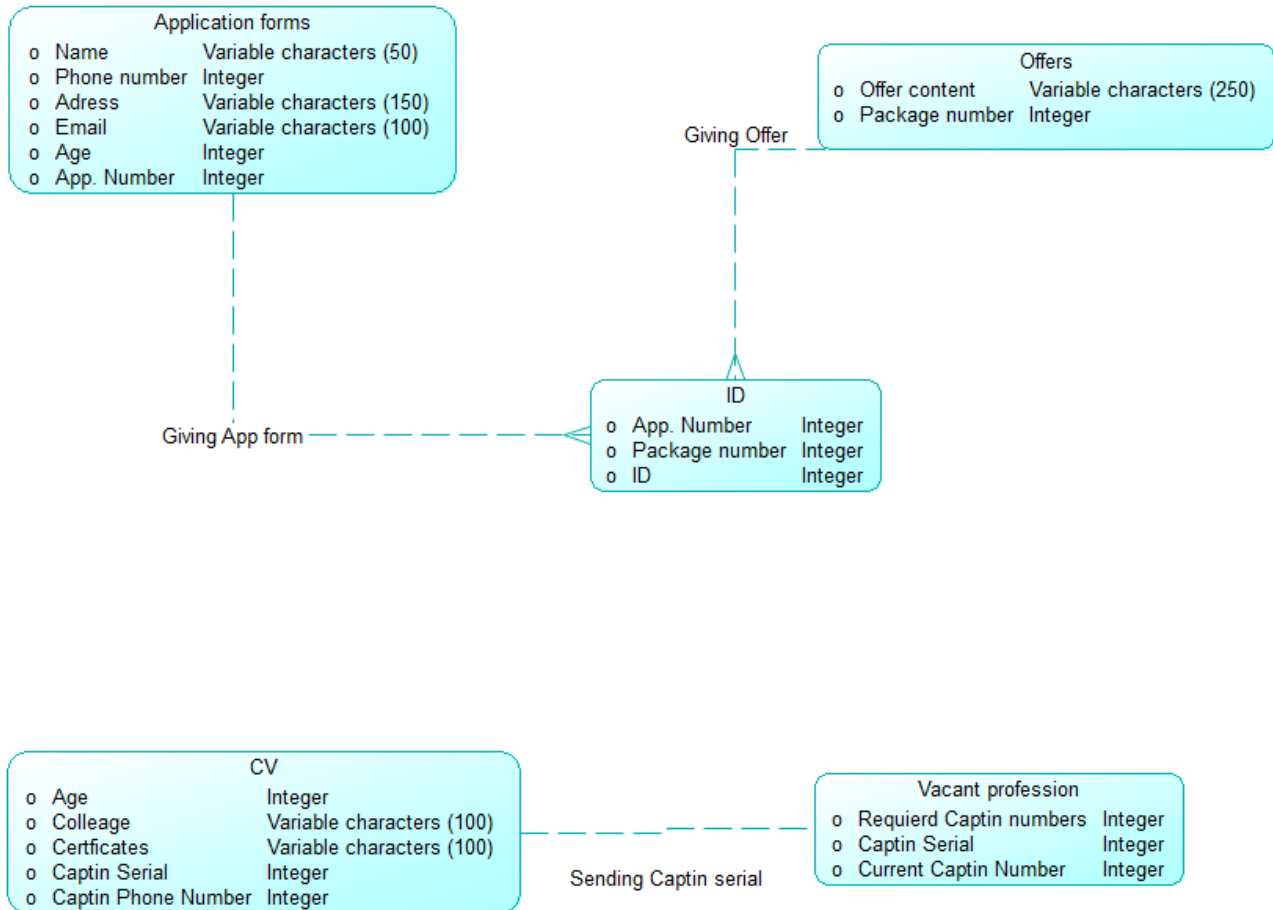 Application forms
o Name Variable characters (50)
o Phone number Integer
o Adress Variable characters (150)
o Email Variable characters (100)
o Age Integer
o App. Number Integer
Offers
o Offer content Variable characters (250)
o Package number Integer
Giving Offer
Giving App form
ID
o App. Number Integer
o Package number Integer
o ID Integer
CV
o Age Integer
o Colleage Variable characters (100)
o Certficates Variable characters (100)
o Captin Serial Integer
o Captin Phone Number Integer
Sending Captin serial
Vacant profession
o Requierd Captin numbers Integer
o Captin Serial Integer
o Current Captin Number Integer